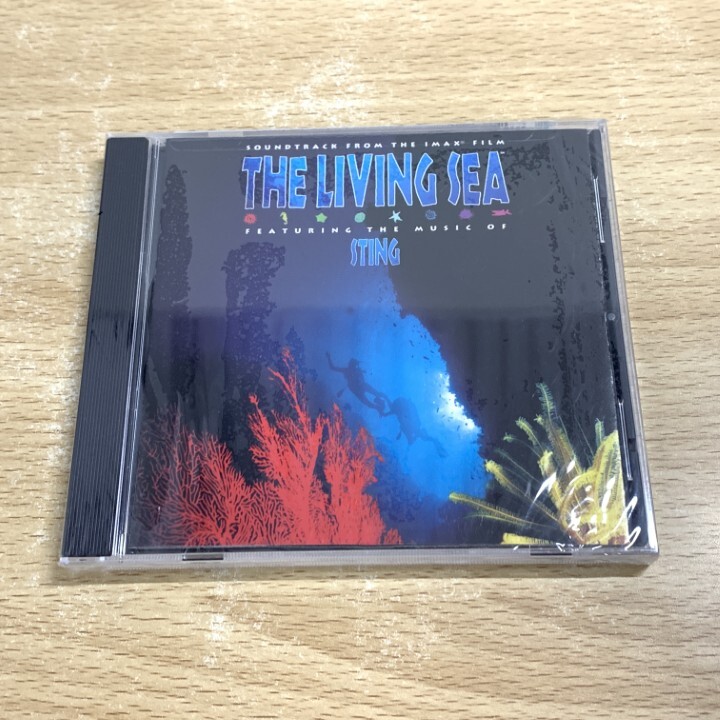 SOUNDTRACK FROM THE IMAX® FILM
THE LIVING SEA
FEATURING THE MUSIC OF
STING